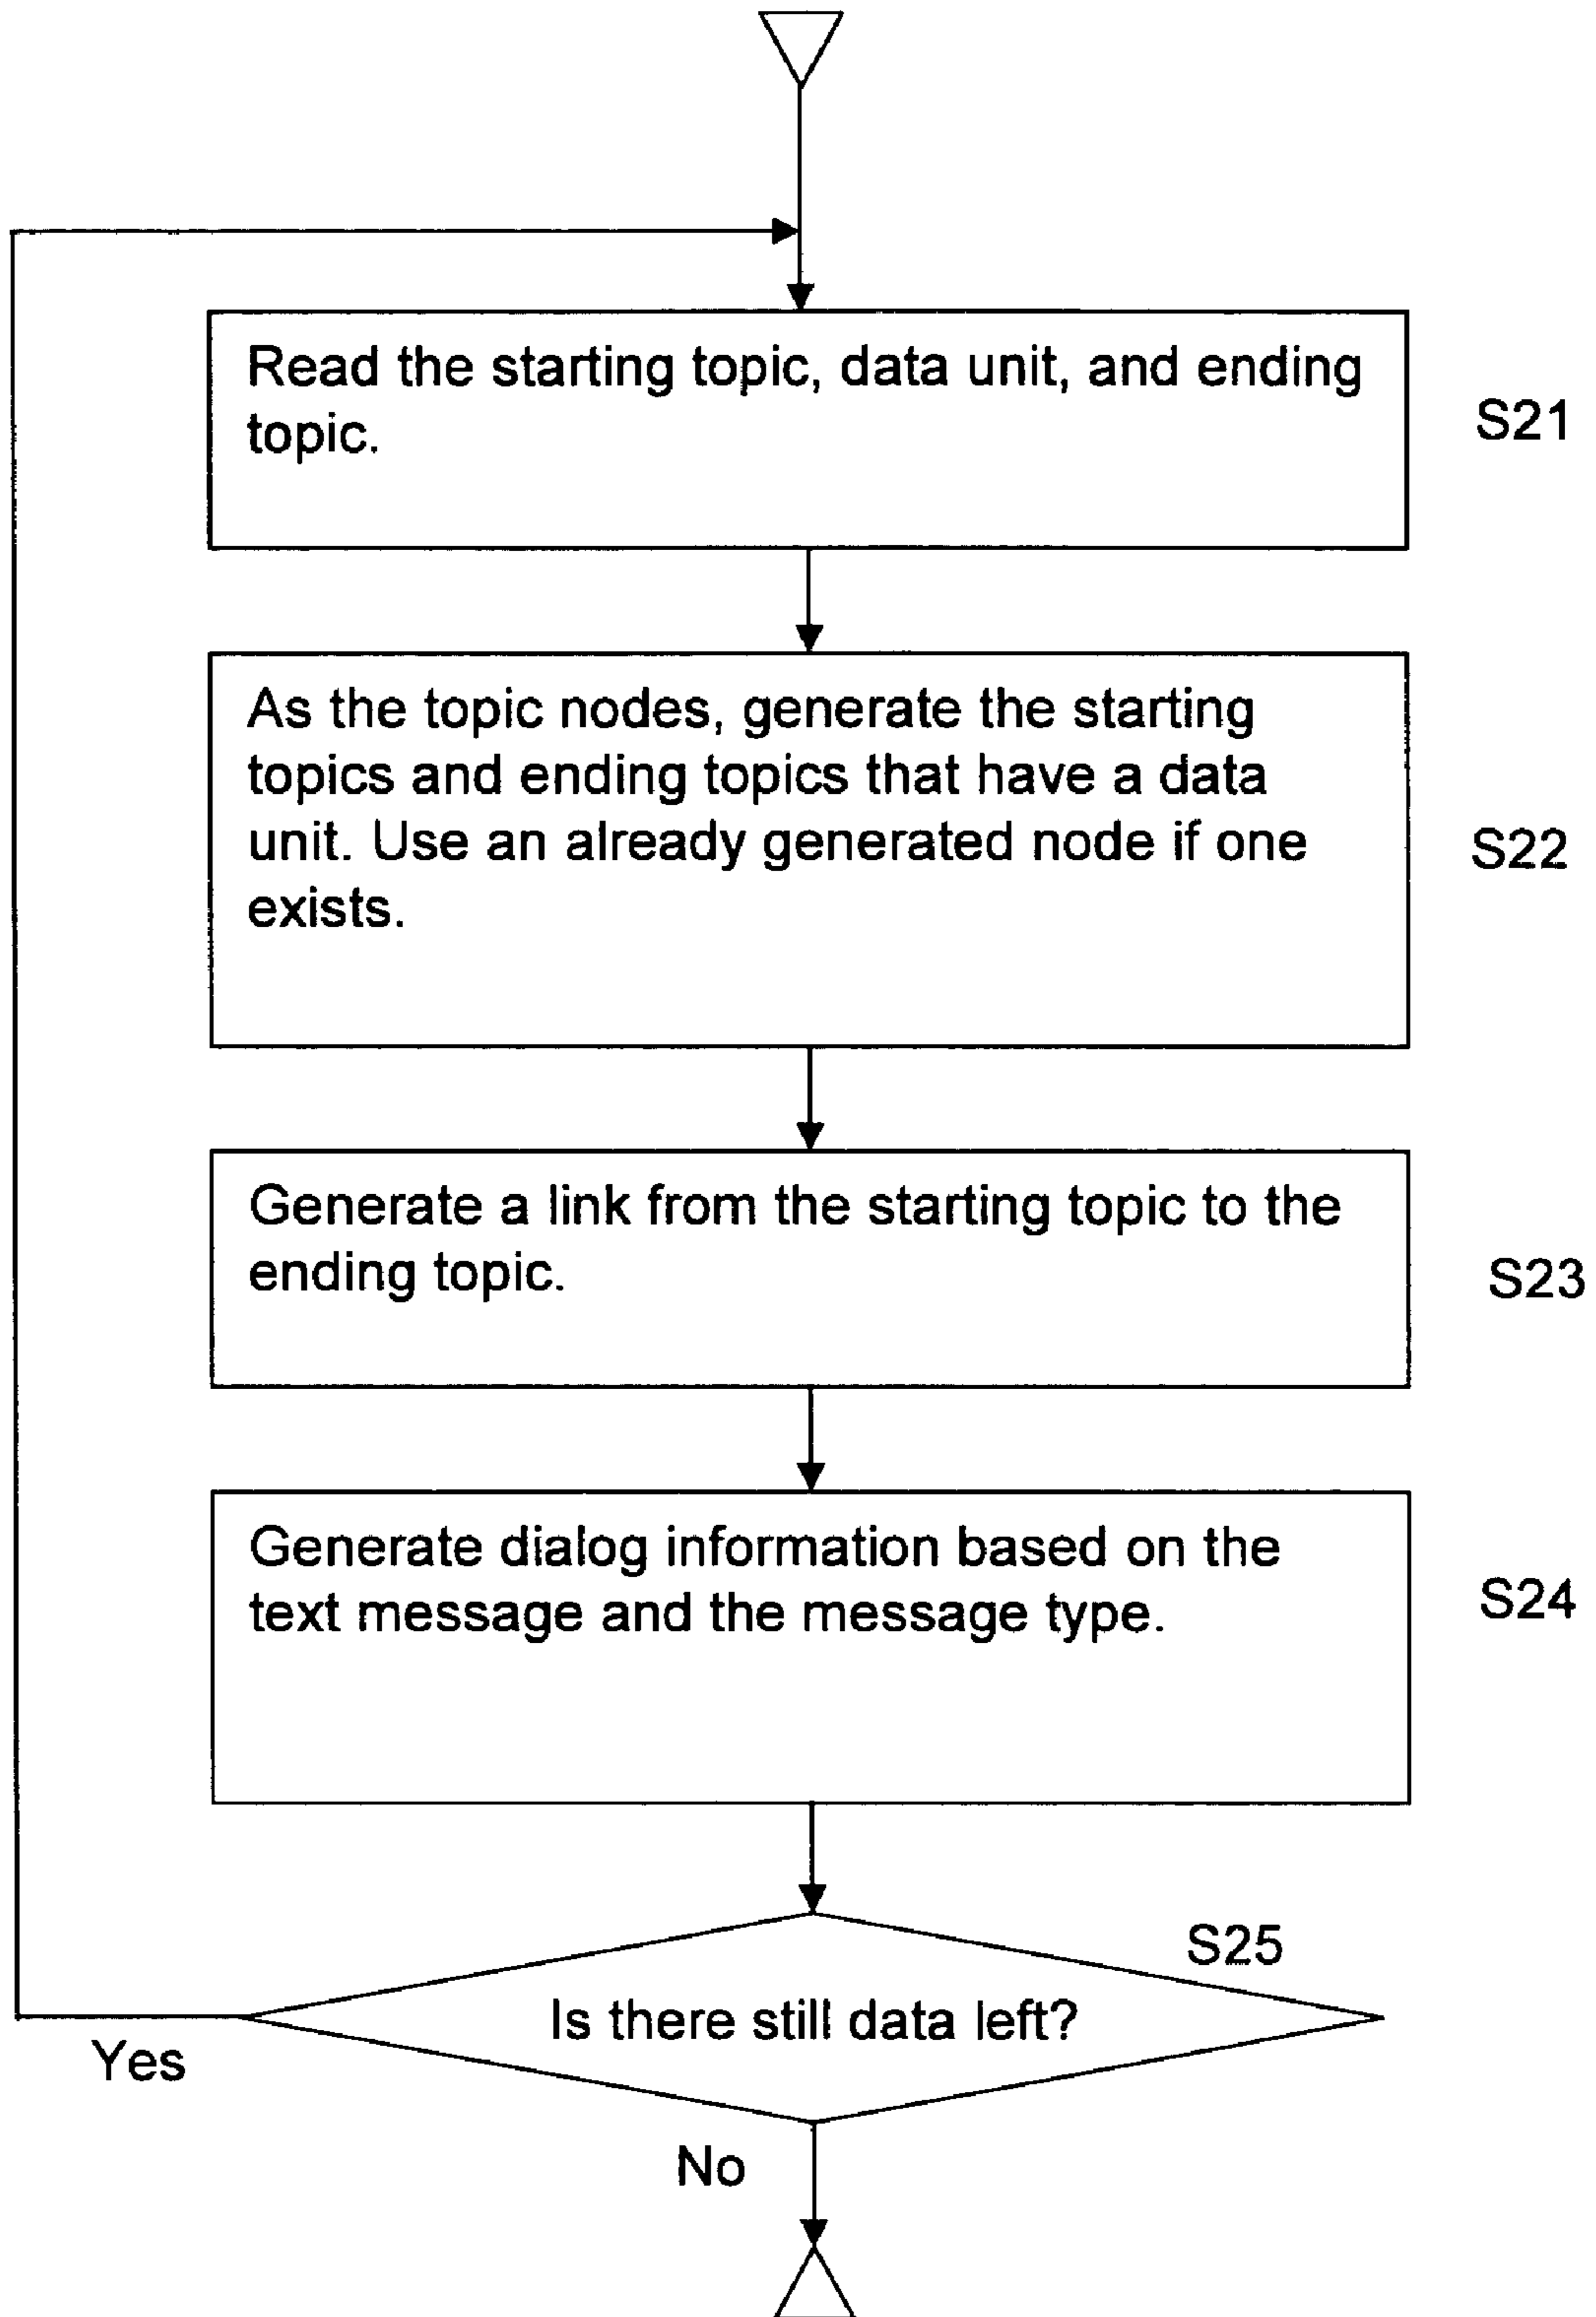 Read the starting topic, data unit, and ending
topic.
S21
As the topic nodes, generate the starting
topics and ending topics that have a data
unit. Use an already generated node if one
exists.
S22
Generate a link from the starting topic to the
ending topic.
S23
Generate dialog information based on the
text message and the message type.
S24
S25
Is there still data left?
Yes
No